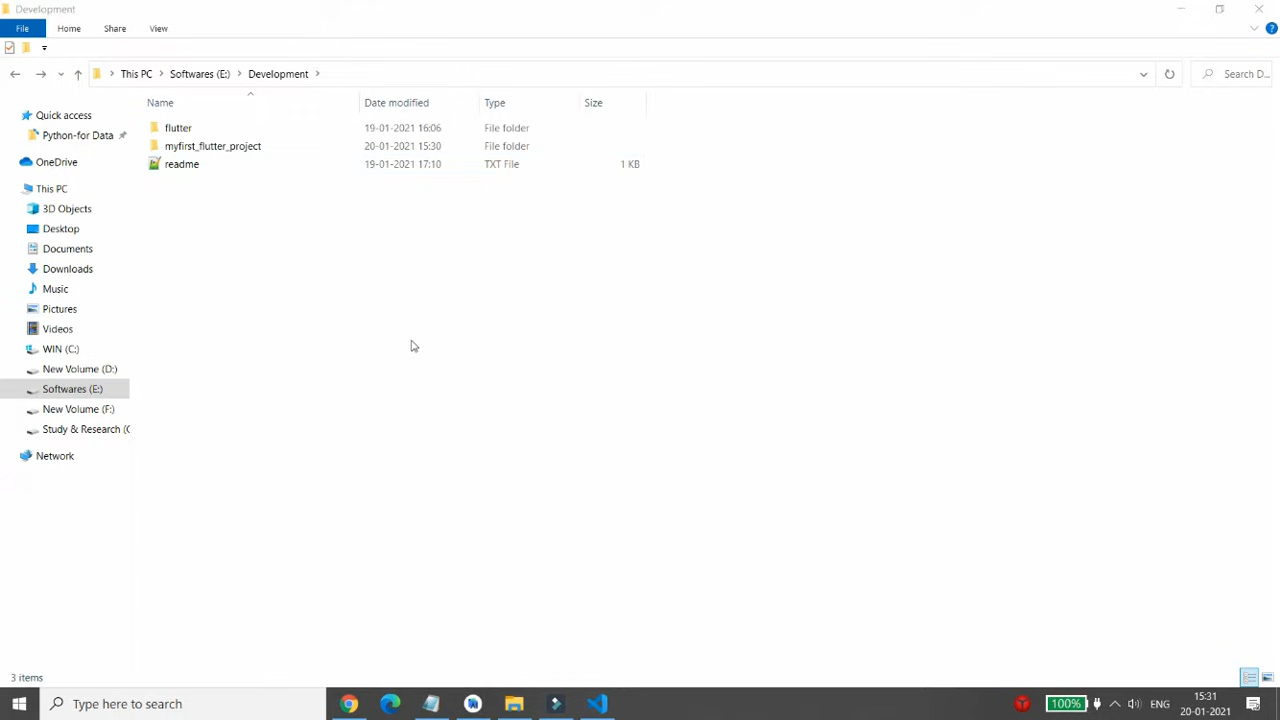 Development
File Home Share View
This PC Softwares (E:) Development Search D...
Name Date modified Type Size
flutter 19-01-2021 16:06 File folder
myfirst_flutter_project 20-01-2021 15:30 File folder
readme 19-01-2021 17:10 TXT File 1 KB
Quick access
Python-for Data
OneDrive
This PC
3D Objects
Desktop
Documents
Downloads
Music
Pictures
Videos
WIN (C:)
New Volume (D:)
Softwares (E:)
New Volume (F:)
Study & Research (
Network
3 items
Type here to search
100% ENG 15:31
20-01-2021